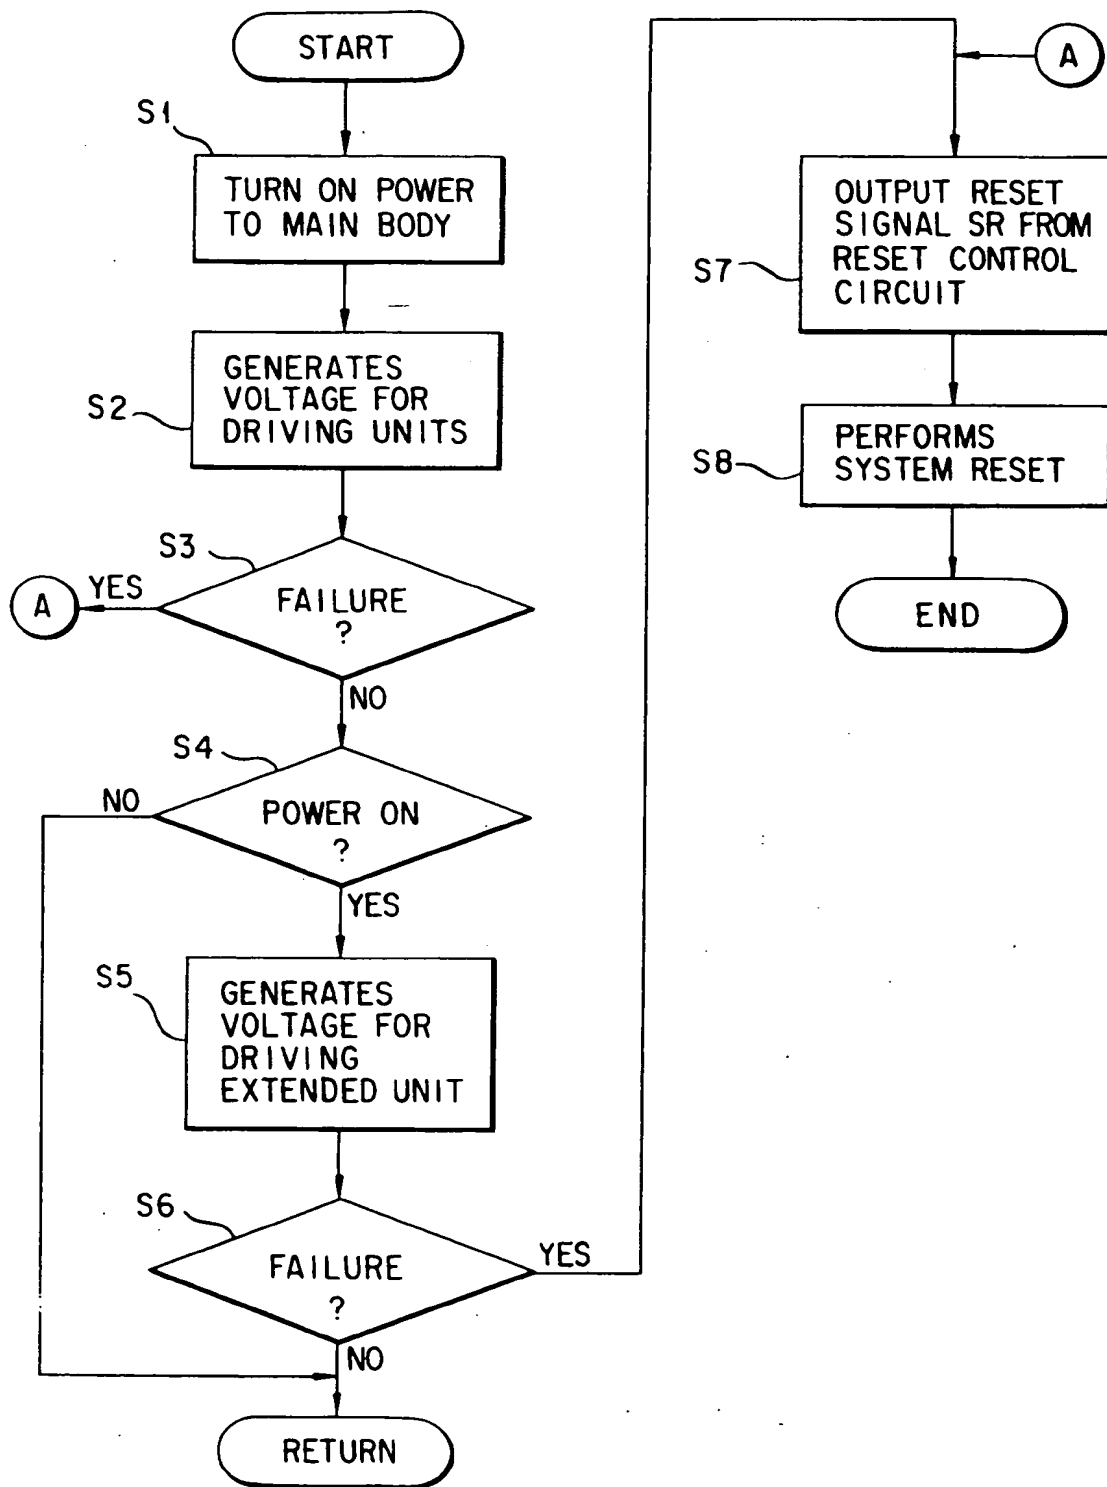 START
S1
TURN ON POWER
TO MAIN BODY
S2
GENERATES
VOLTAGE FOR
DRIVING UNITS
S3
FAILURE
?
YES
A
NO
S4
POWER ON
?
NO
YES
S5
GENERATES
VOLTAGE FOR
DRIVING
EXTENDED UNIT
S6
FAILURE
?
YES
NO
RETURN
A
S7
OUTPUT RESET
SIGNAL SR FROM
RESET CONTROL
CIRCUIT
S8
PERFORMS
SYSTEM RESET
END